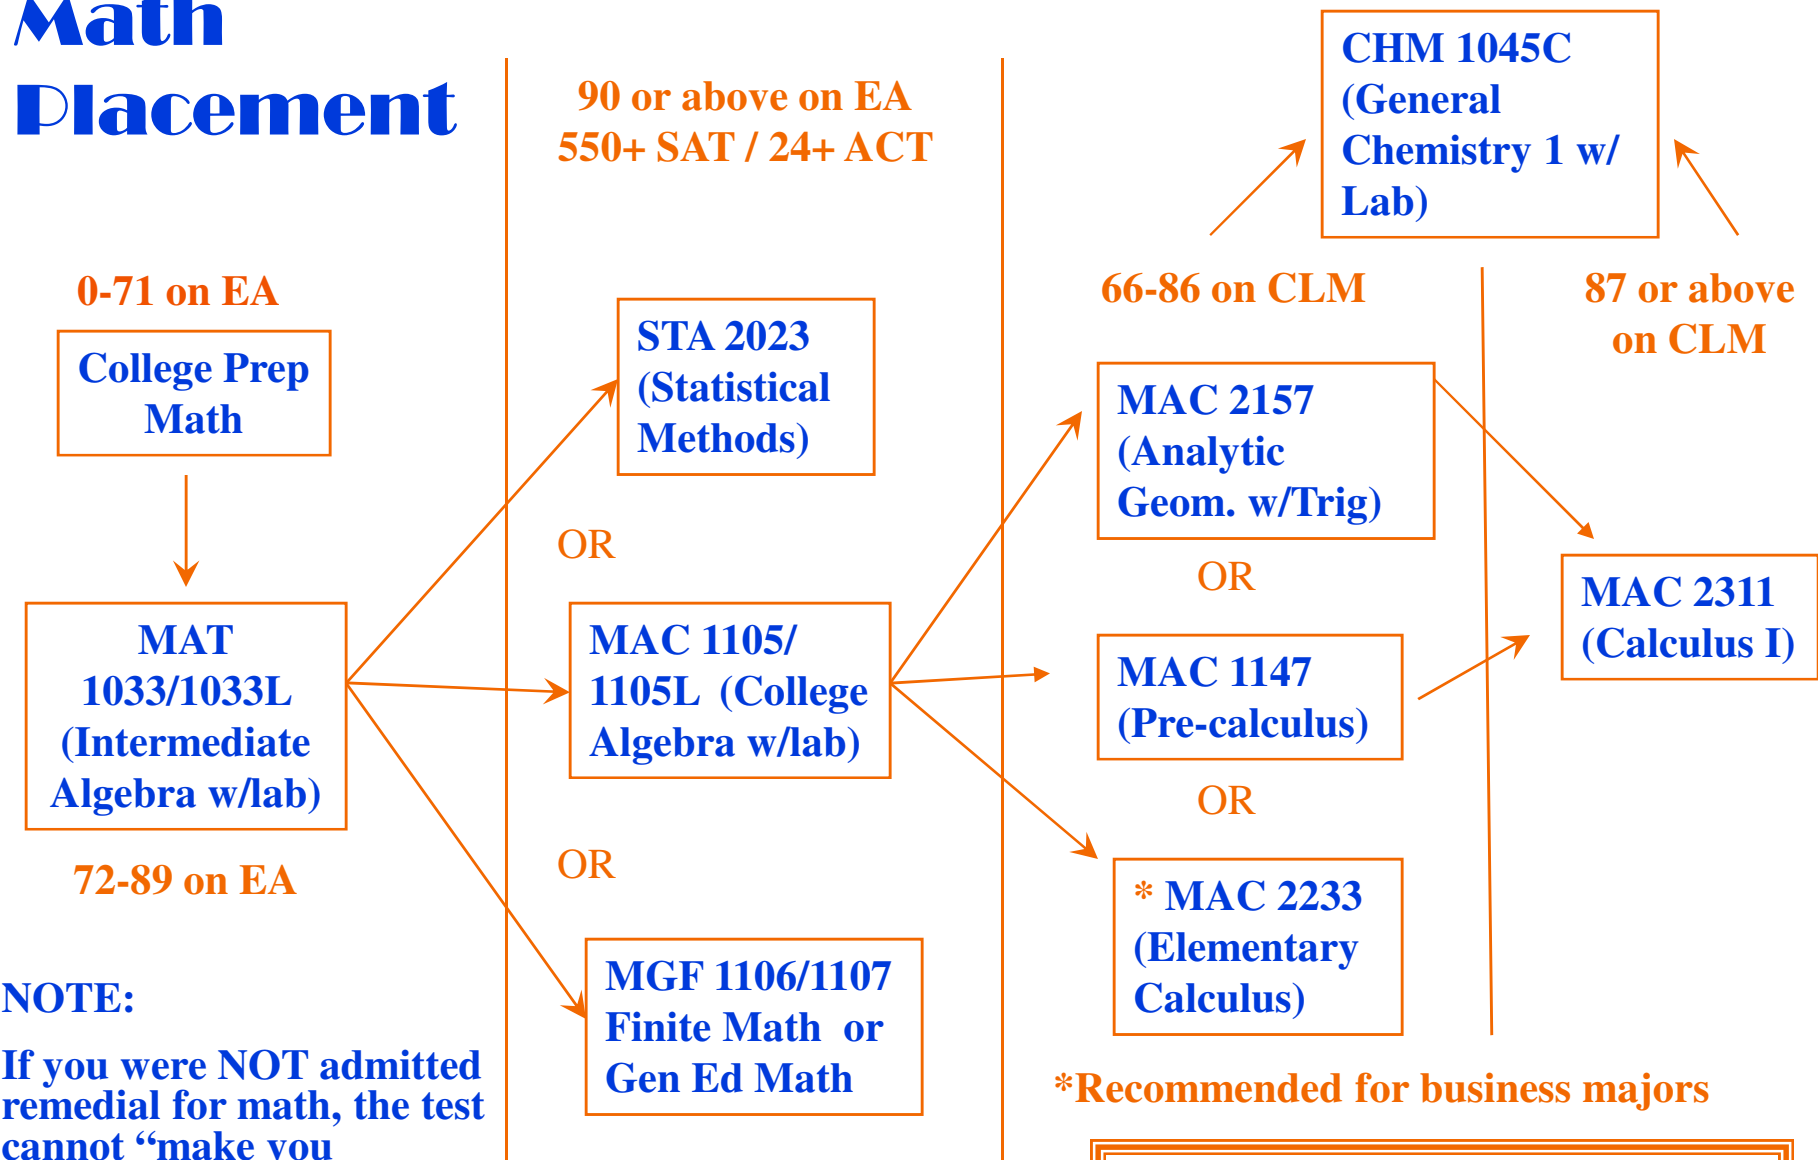 Math
Placement
0-71 on EA
College Prep
Math
MAT
1033/1033L
(Intermediate
Algebra w/lab)
72-89 on EA
NOTE:
If you were NOT admitted
remedial for math, the test
cannot “make you
90 or above on EA
550+ SAT / 24+ ACT
STA 2023
(Statistical
Methods)
OR
MAC 1105/
1105L (College
Algebra w/lab)
OR
MGF 1106/1107
Finite Math or
Gen Ed Math
CHM 1045C
(General
Chemistry 1 w/
Lab)
66-86 on CLM
MAC 2157
(Analytic
Geom. w/Trig)
OR
MAC 1147
(Pre-calculus)
OR
* MAC 2233
(Elementary
Calculus)
87 or above
on CLM
MAC 2311
(Calculus I)
*Recommended for business majors